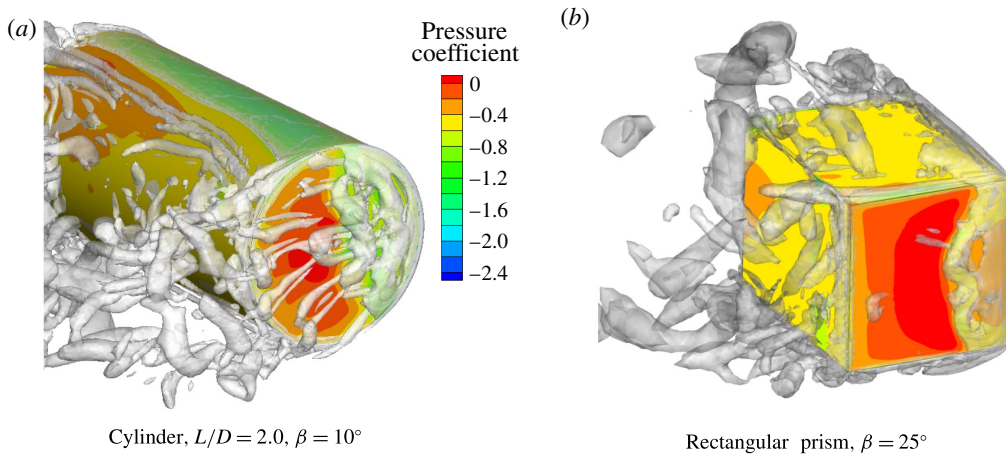 (a)
Pressure
coefficient
0
−0.4
−0.8
−1.2
−1.6
−2.0
−2.4
(b)
Cylinder, L/D = 2.0, β = 10°
Rectangular prism, β = 25°